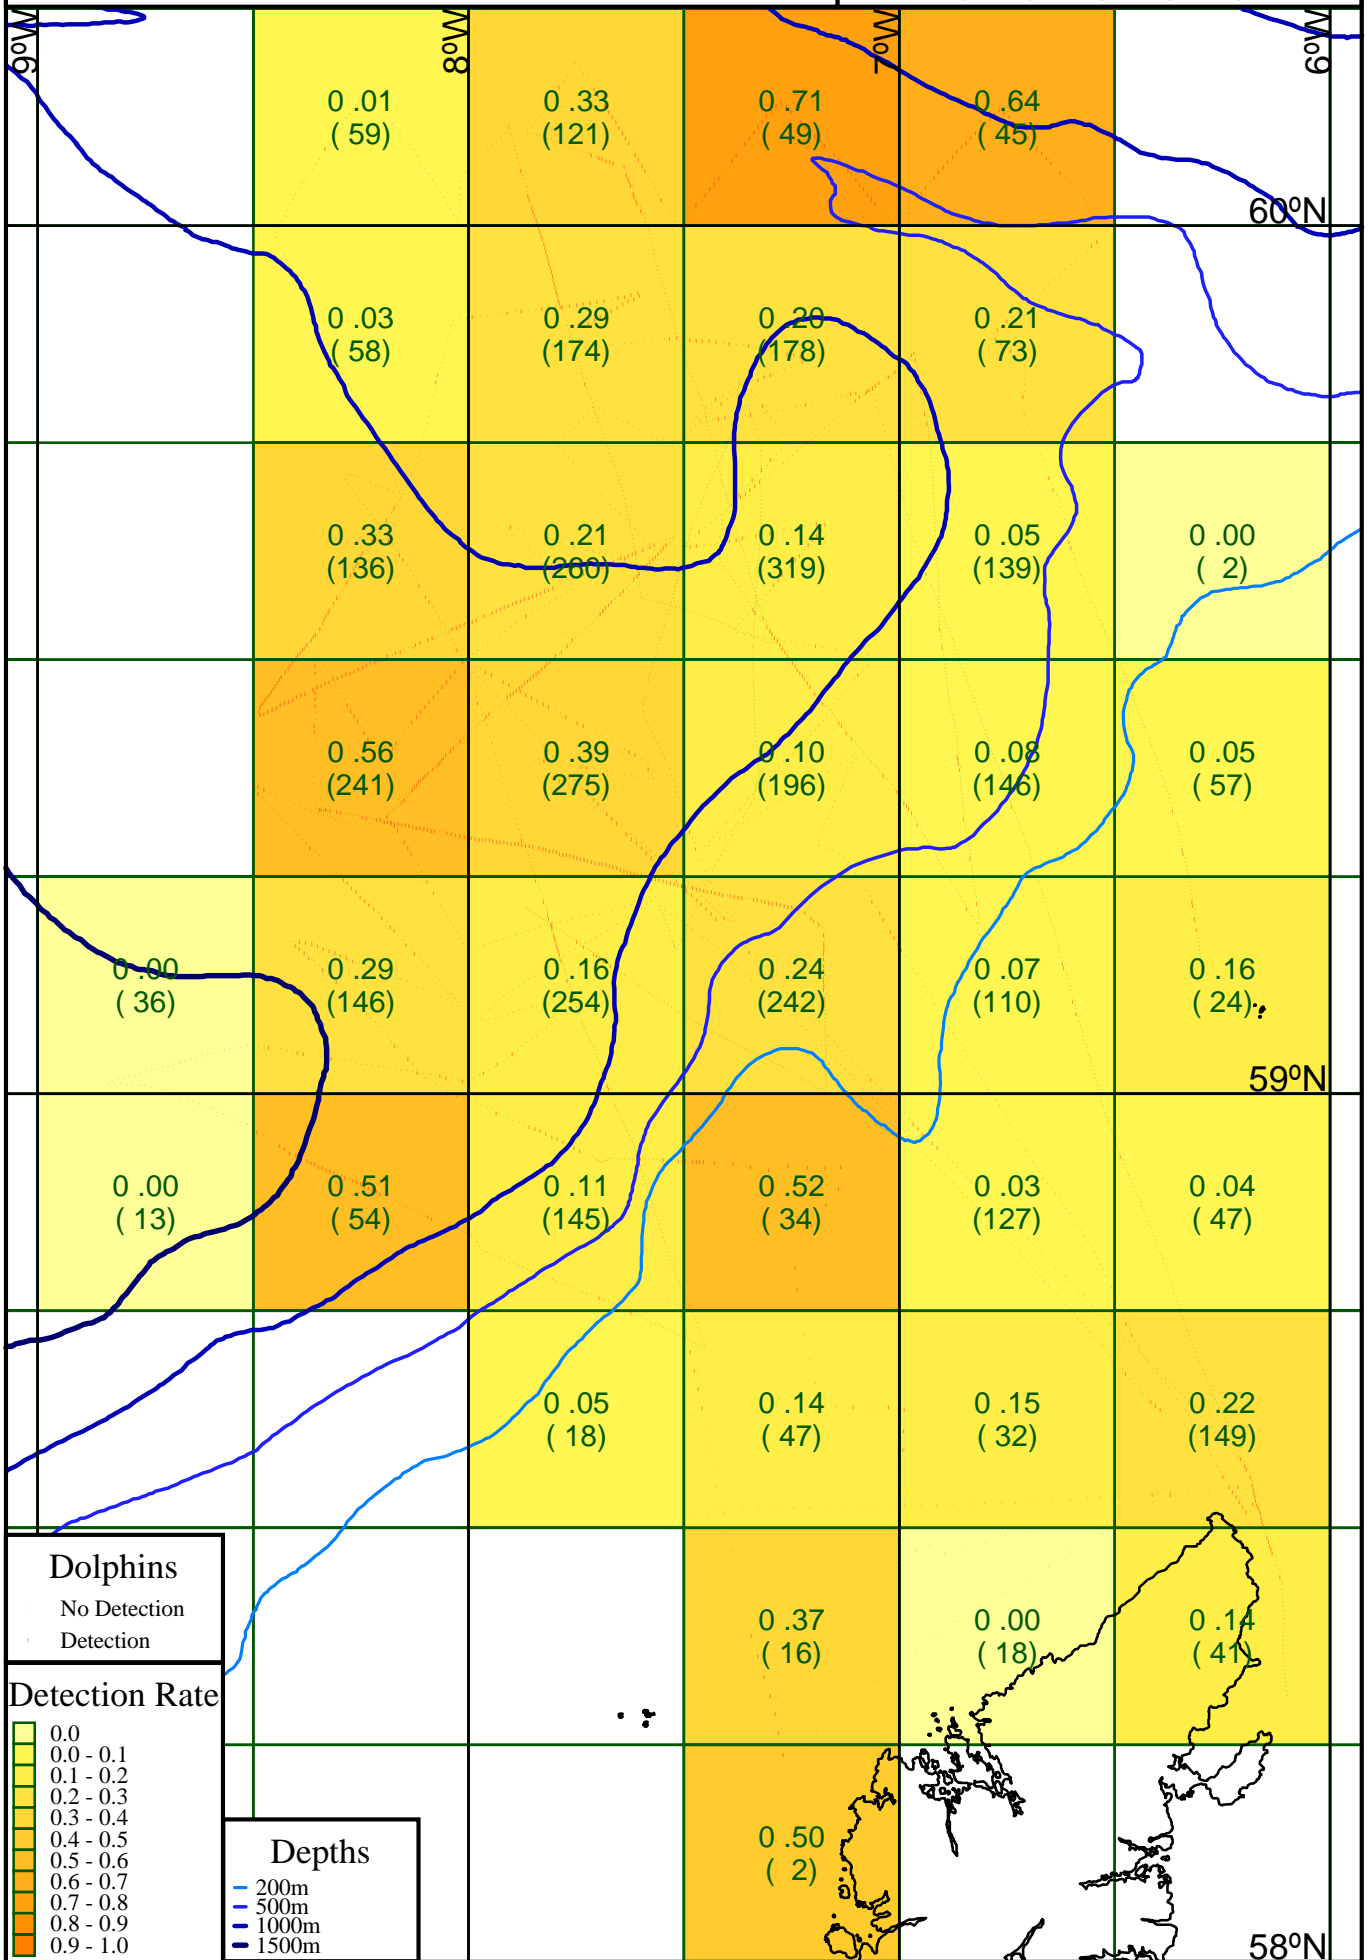 9ºW
8ºW
7ºW
6ºW
0 .01
( 59)
0 .33
(121)
0 .71
( 49)
0 .64
( 45)
60ºN
0 .03
( 58)
0 .29
(174)
0 .20
(178)
0 .21
( 73)
0 .33
(136)
0 .21
(260)
0 .14
(319)
0 .05
(139)
0 .00
( 2)
0 .56
(241)
0 .39
(275)
0 .10
(196)
0 .08
(146)
0 .05
( 57)
0 .00
( 36)
0 .29
(146)
0 .16
(254)
0 .24
(242)
0 .07
(110)
0 .16
( 24)
59ºN
0 .00
( 13)
0 .51
( 54)
0 .11
(145)
0 .52
( 34)
0 .03
(127)
0 .04
( 47)
0 .05
( 18)
0 .14
( 47)
0 .15
( 32)
0 .22
(149)
0 .37
( 16)
0 .00
( 18)
0 .14
( 41)
0 .50
( 2)
58ºN
Dolphins
No Detection
Detection
Detection Rate
0.0
0.0 - 0.1
0.1 - 0.2
0.2 - 0.3
0.3 - 0.4
0.4 - 0.5
0.5 - 0.6
0.6 - 0.7
0.7 - 0.8
0.8 - 0.9
0.9 - 1.0
Depths
200m
500m
1000m
1500m